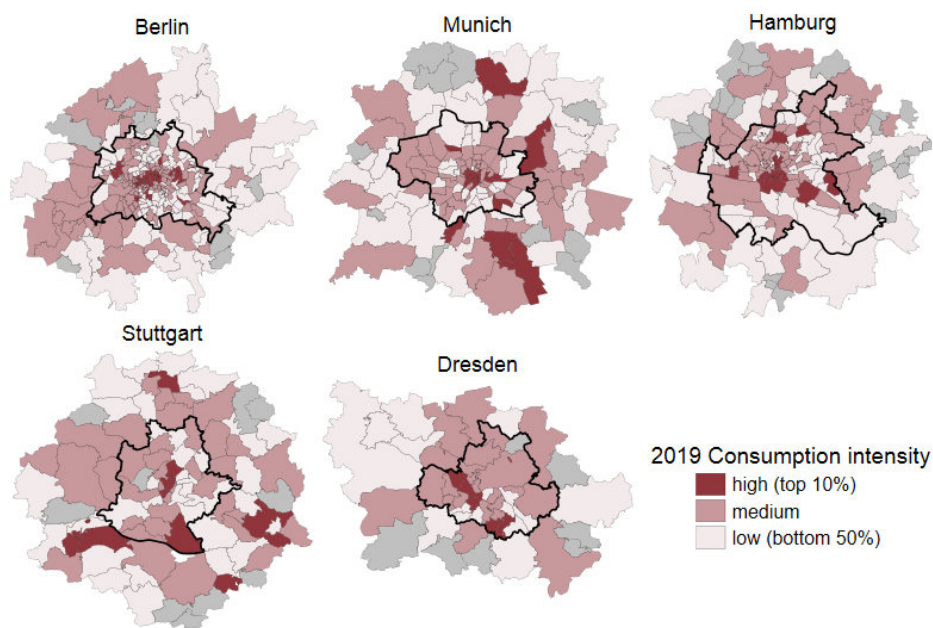 Berlin
Munich
Hamburg
Stuttgart
Dresden
2019 Consumption intensity
high (top 10%)
medium
low (bottom 50%)